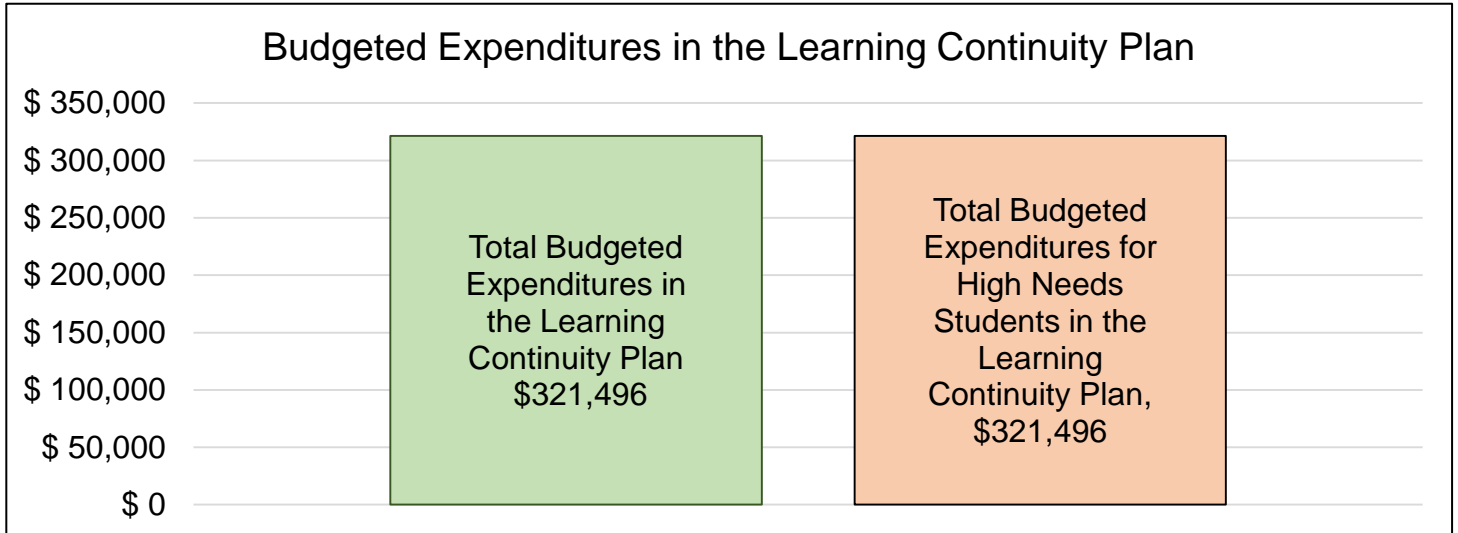 Budgeted Expenditures in the Learning Continuity Plan
$ 350,000
$ 300,000
$ 250,000
$ 200,000
$ 150,000
$ 100,000
$ 50,000
$ 0
Total Budgeted
Expenditures in
the Learning
Continuity Plan
$321,496
Total Budgeted
Expenditures for
High Needs
Students in the
Learning
Continuity Plan,
$321,496